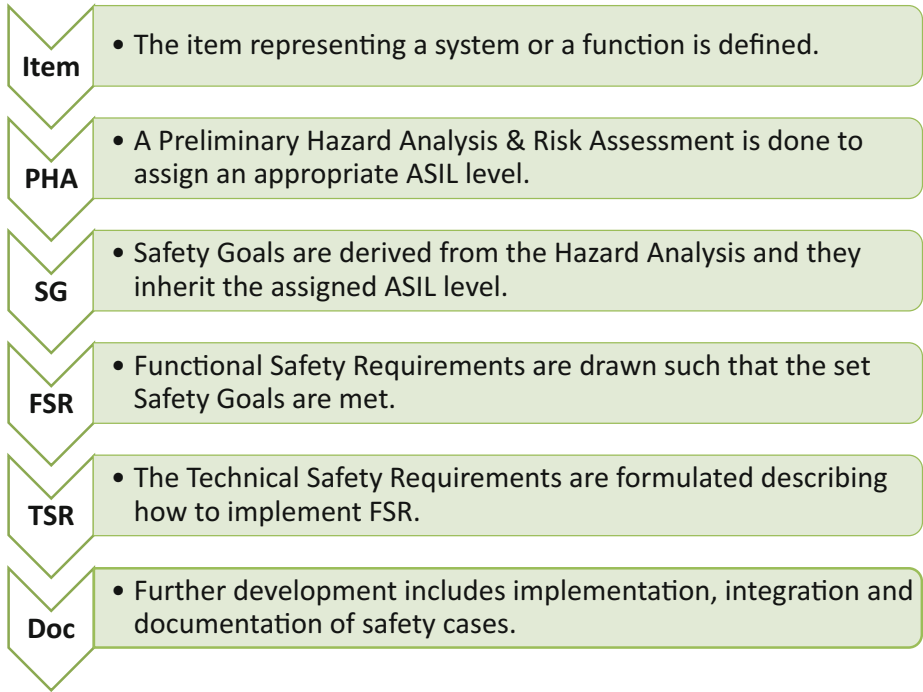 Item
• The item representing a system or a function is defined.
PHA
• A Preliminary Hazard Analysis & Risk Assessment is done to
assign an appropriate ASIL level.
SG
• Safety Goals are derived from the Hazard Analysis and they
inherit the assigned ASIL level.
FSR
• Functional Safety Requirements are drawn such that the set
Safety Goals are met.
TSR
• The Technical Safety Requirements are formulated describing
how to implement FSR.
Doc
• Further development includes implementation, integration and
documentation of safety cases.